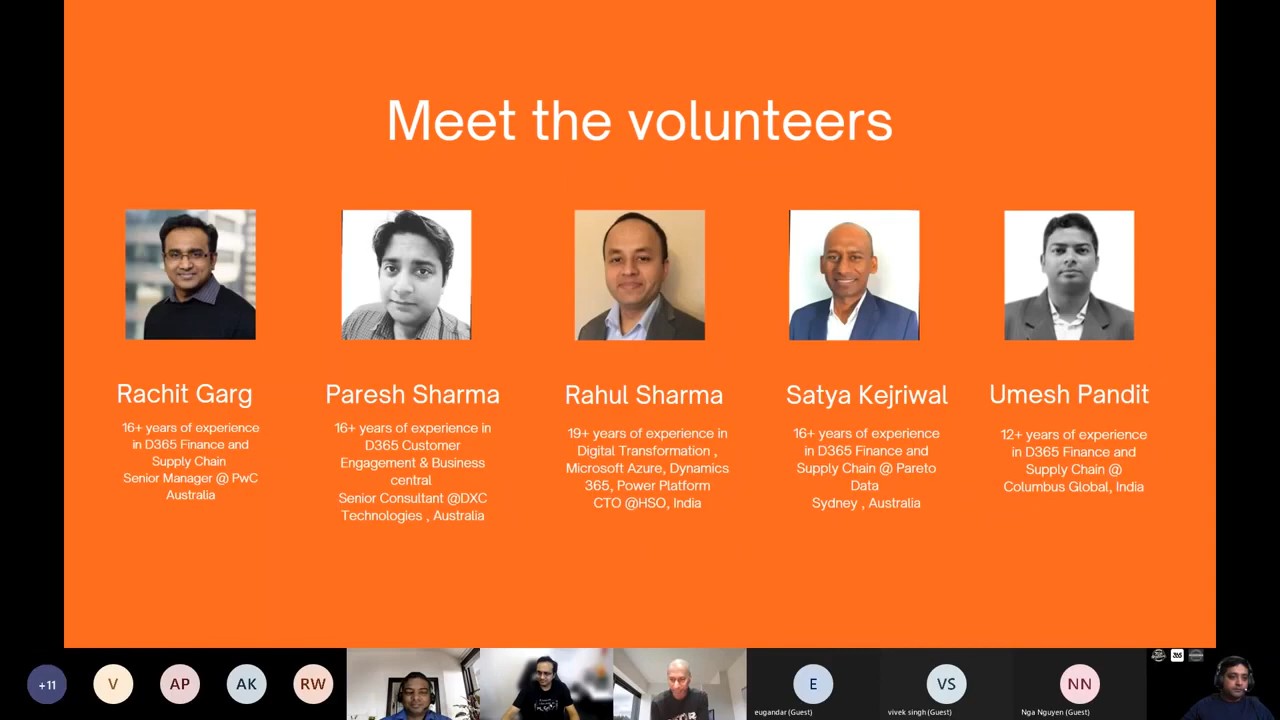 Meet the volunteers
Rachit Garg
16+ years of experience
in D365 Finance and
Supply Chain
Senior Manager @ PwC
Australia
Paresh Sharma
16+ years of experience in
D365 Customer
Engagement & Business
central
Senior Consultant @DXC
Technologies , Australia
Rahul Sharma
19+ years of experience in
Digital Transformation ,
Microsoft Azure, Dynamics
365, Power Platform
CTO @HSO, India
Satya Kejriwal
16+ years of experience
in D365 Finance and
Supply Chain @ Pareto
Data
Sydney , Australia
Umesh Pandit
12+ years of experience
in D365 Finance and
Supply Chain @
Columbus Global, India
+11
V
AP
AK
RW
E
eugandar (Guest)
VS
vivek singh (Guest)
NN
Nga Nguyen (Guest)
365